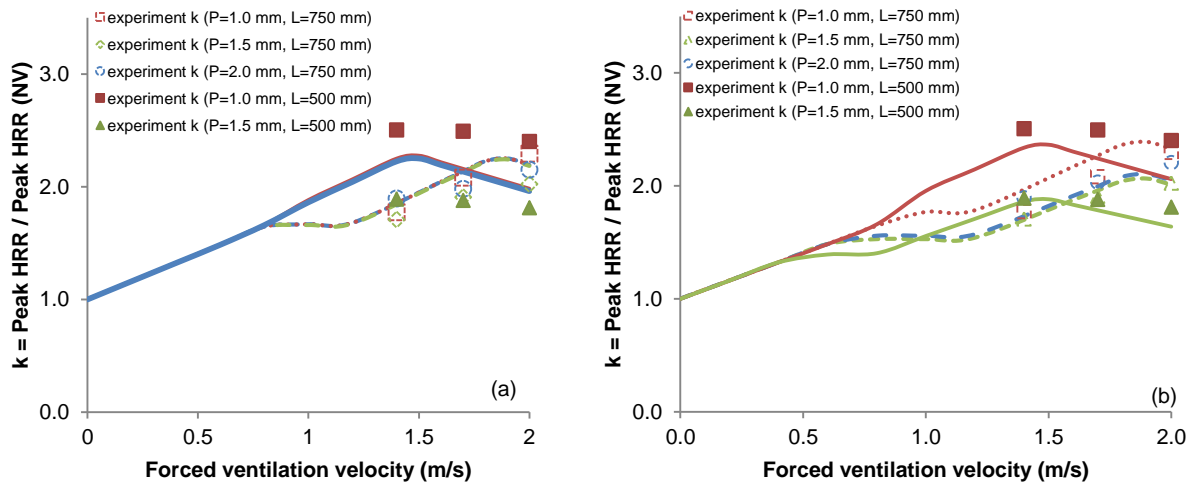 k = Peak HRR / Peak HRR (NV)
4.0
3.0
2.0
1.0
0.0
experiment k (P=1.0 mm, L=750 mm)
experiment k (P=1.5 mm, L=750 mm)
experiment k (P=2.0 mm, L=750 mm)
experiment k (P=1.0 mm, L=500 mm)
experiment k (P=1.5 mm, L=500 mm)
(a)
0 0.5 1 1.5 2
Forced ventilation velocity (m/s)
k = Peak HRR / Peak HRR (NV)
4.0
3.0
2.0
1.0
0.0
experiment k (P=1.0 mm, L=750 mm)
experiment k (P=1.5 mm, L=750 mm)
experiment k (P=2.0 mm, L=750 mm)
experiment k (P=1.0 mm, L=500 mm)
experiment k (P=1.5 mm, L=500 mm)
(b)
0.0 0.5 1.0 1.5 2.0
Forced ventilation velocity (m/s)